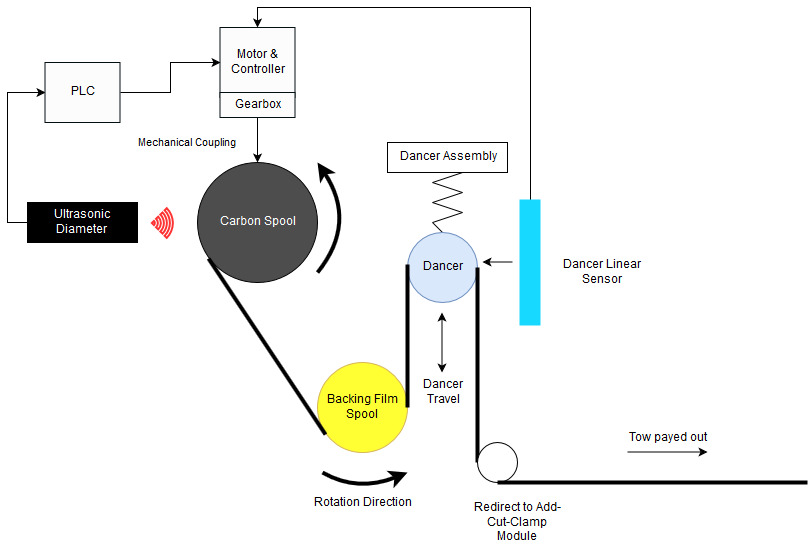 Motor &
Controller
PLC
Gearbox
Mechanical Coupling
Dancer Assembly
Ultrasonic
Diameter
Carbon Spool
Dancer
Dancer Linear
Sensor
Dancer
Travel
Backing Film
Spool
Tow payed out
Rotation Direction
Redirect to Add-
Cut-Clamp
Module